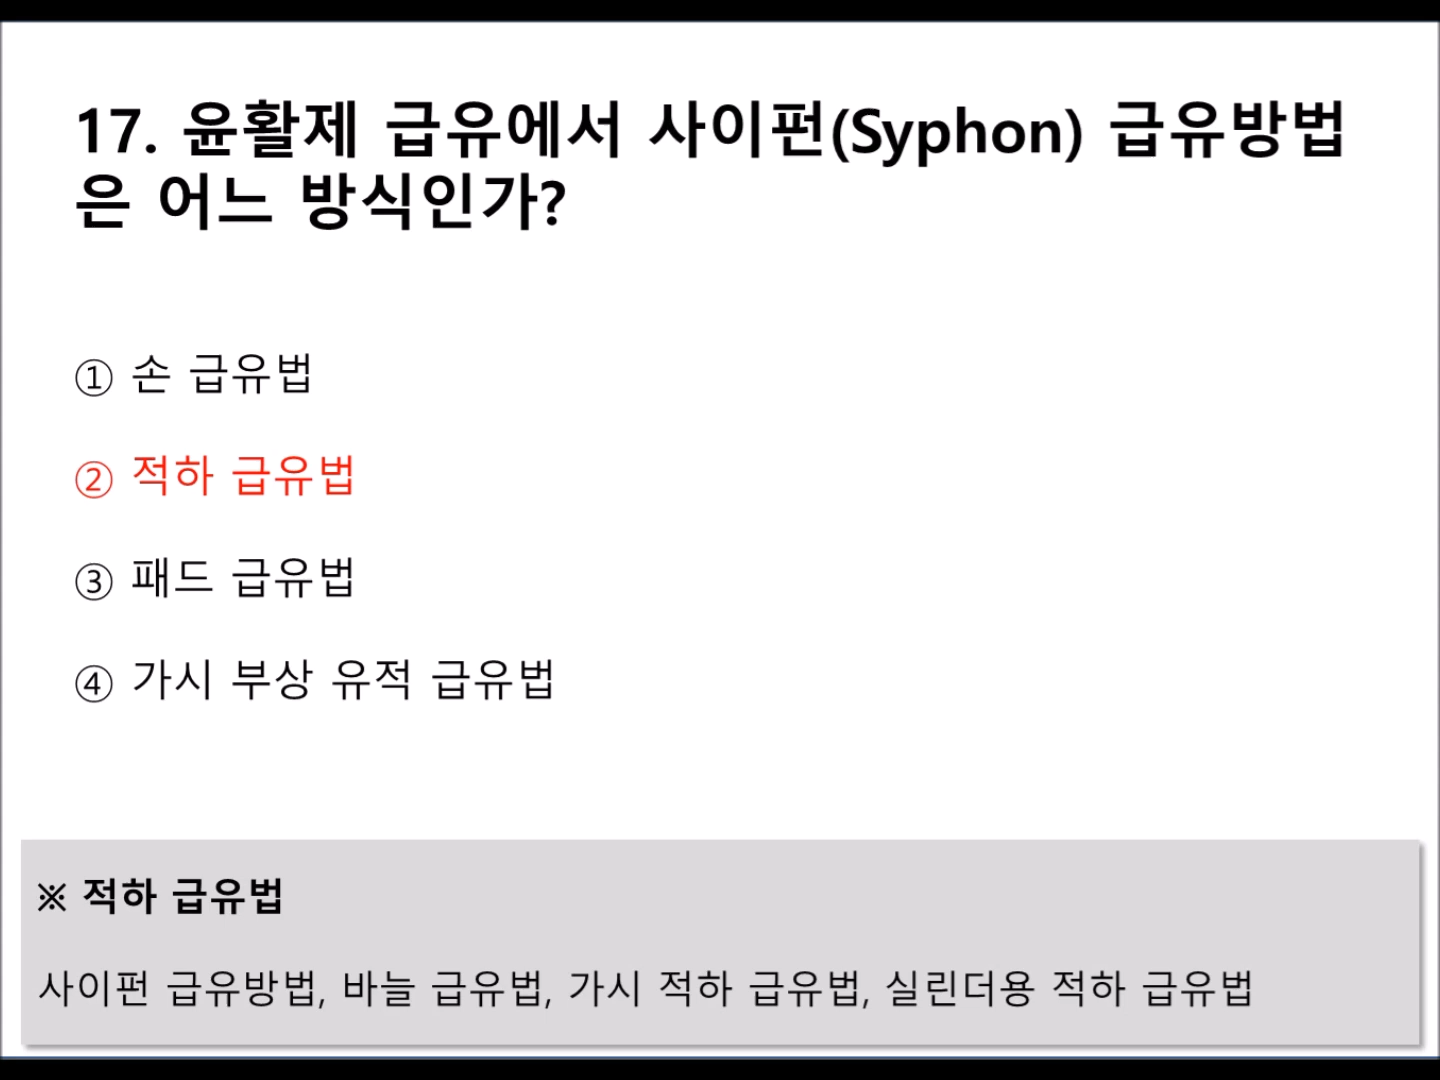 17. 윤활제 급유에서 사이펀(Syphon) 급유방법
은 어느 방식인가?
① 손 급유법
② 적하 급유법
③ 패드 급유법
④ 가시 부상 유적 급유법
※ 적하 급유법
사이펀 급유방법, 바늘 급유법, 가시 적하 급유법, 실린더용 적하 급유법